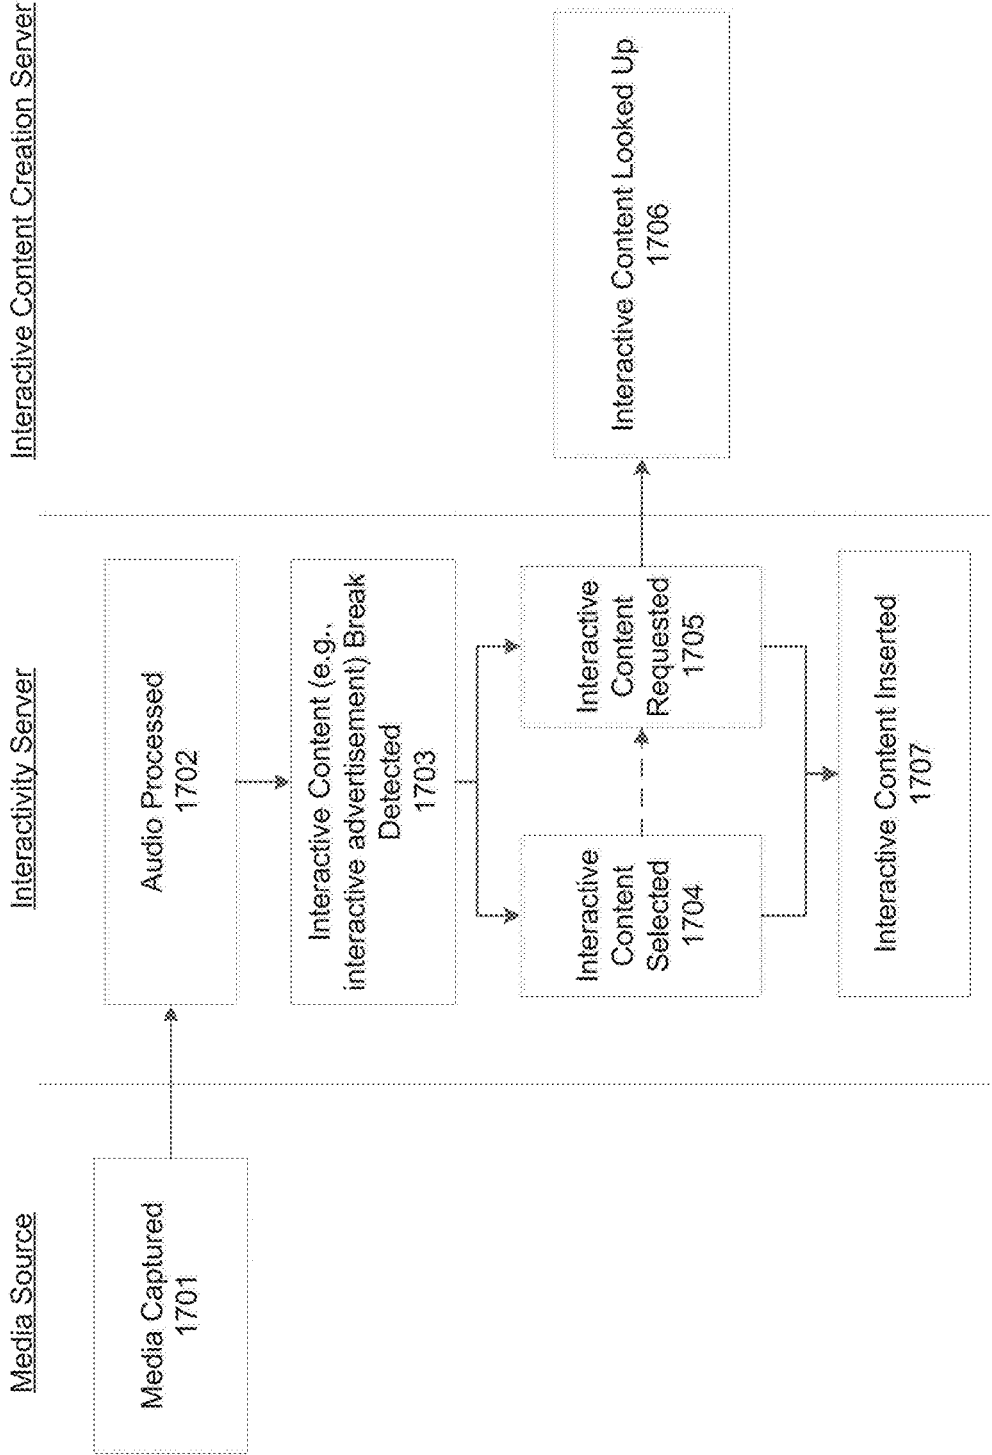 Media Source
Interactivity Server
Interactive Content Creation Server
Media Captured
1701
Audio Processed
1702
Interactive Content (e.g.,
interactive advertisement) Break
Detected
1703
Interactive
Content
Selected
1704
Interactive
Content
Requested
1705
Interactive Content Looked Up
1706
Interactive Content Inserted
1707